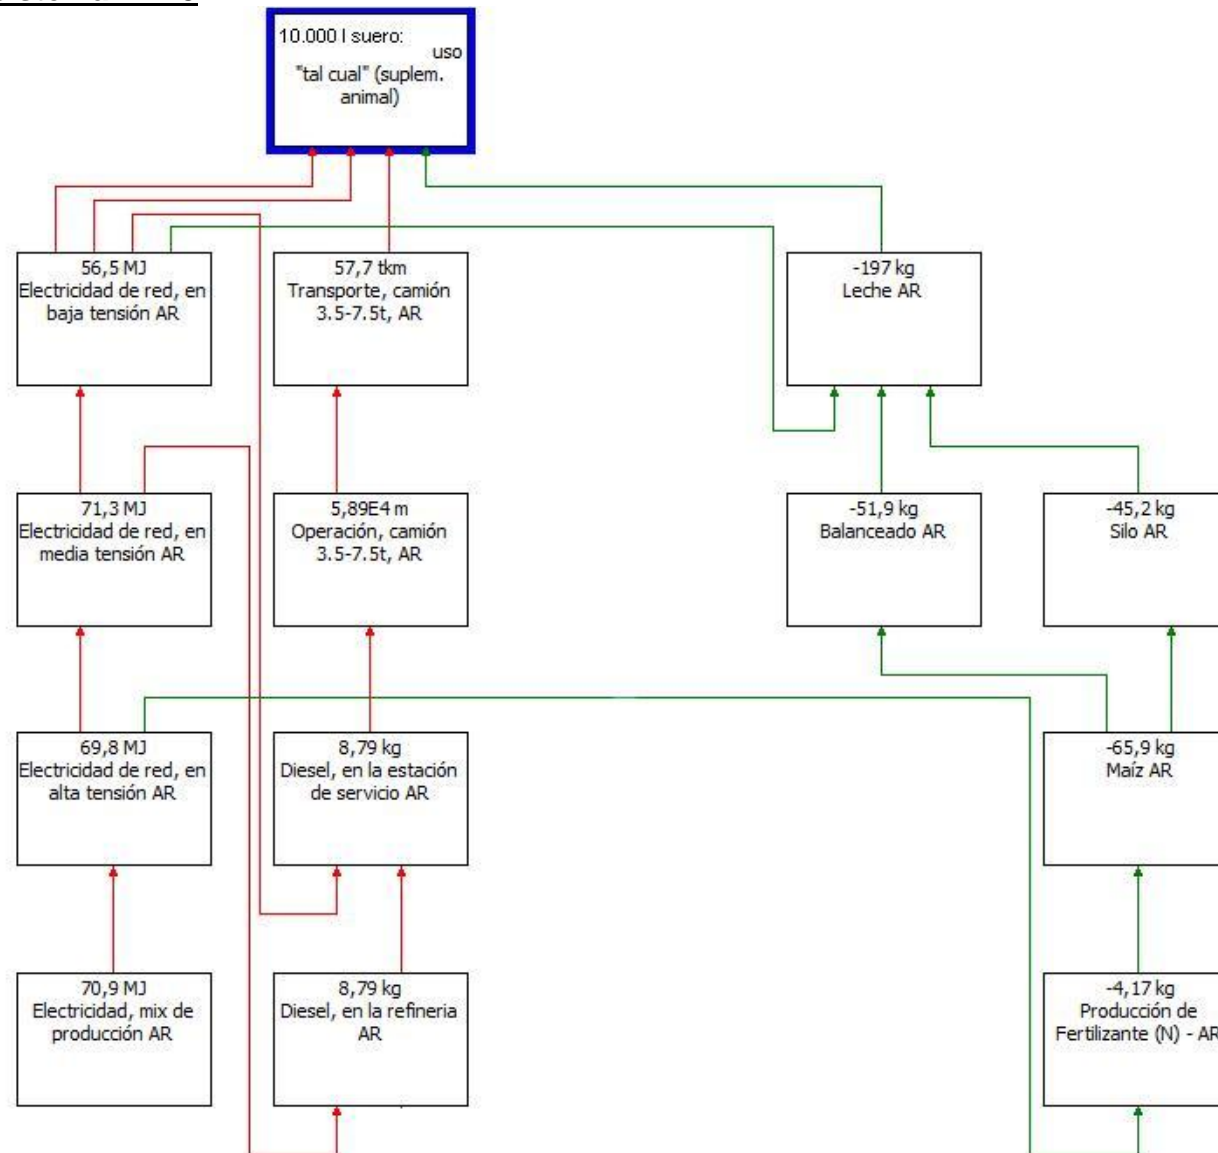 10.000 l suero:
uso
"tal cual" (suplem.
animal)
56,5 MJ
Electricidad de red, en
baja tensión AR
57,7 tkm
Transporte, camión
3.5-7.5t, AR
-197 kg
Leche AR
71,3 MJ
Electricidad de red, en
media tensión AR
5,89E4 m
Operación, camión
3.5-7.5t, AR
-51,9 kg
Balanceado AR
-45,2 kg
Silo AR
69,8 MJ
Electricidad de red, en
alta tensión AR
8,79 kg
Diesel, en la estación
de servicio AR
-65,9 kg
Maíz AR
70,9 MJ
Electricidad, mix de
producción AR
8,79 kg
Diesel, en la refineria
AR
-4,17 kg
Producción de
Fertilizante (N) - AR